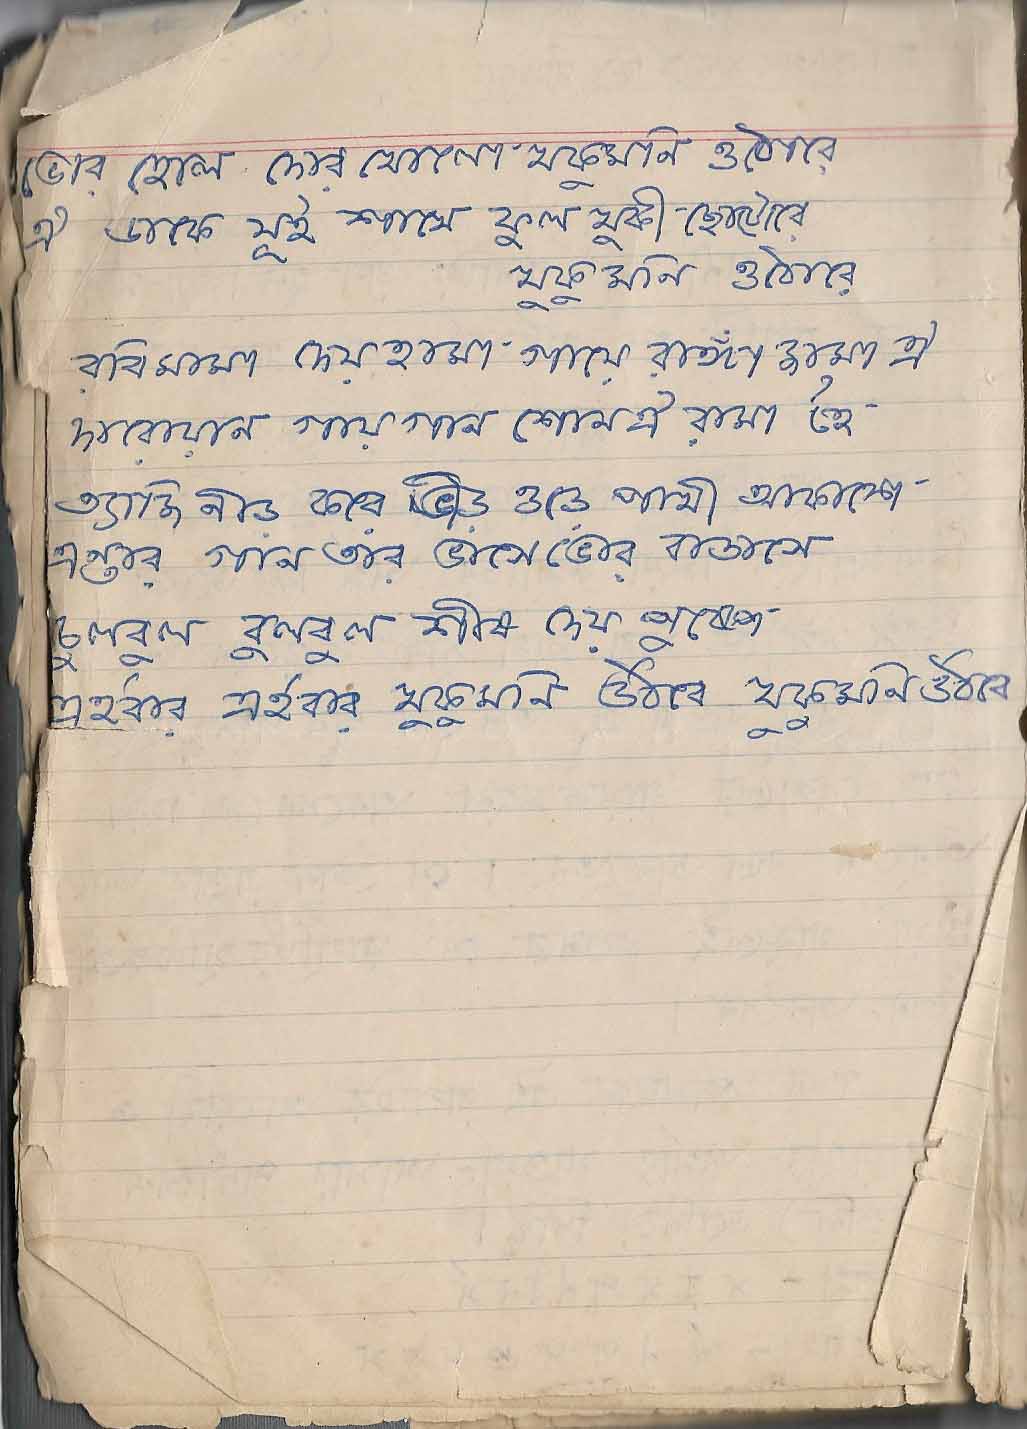 ভোর হোল দোর খোলো খুকুমনি ওঠোরে
ঐ ডাকে যূঁই শাখে ফুল খুকী ছোটোরে
খুকুমনি ওঠোরে
রবিমামা দেয় হামা গায়ে রাঙা জামা ঐ
দারোয়ান গায় গান শোন ঐ রামা হৈ
ত্যাজি নীড় করে ভীড় ওড়ে পাখী আকাশে
এন্তার গান তার ভাসে ভোর বাতাসে
চুলবুল বুলবুল শীষ দেয় পুষ্পে
এইবার এইবার খুকুমনি উঠবে খুকুমনি উঠবে